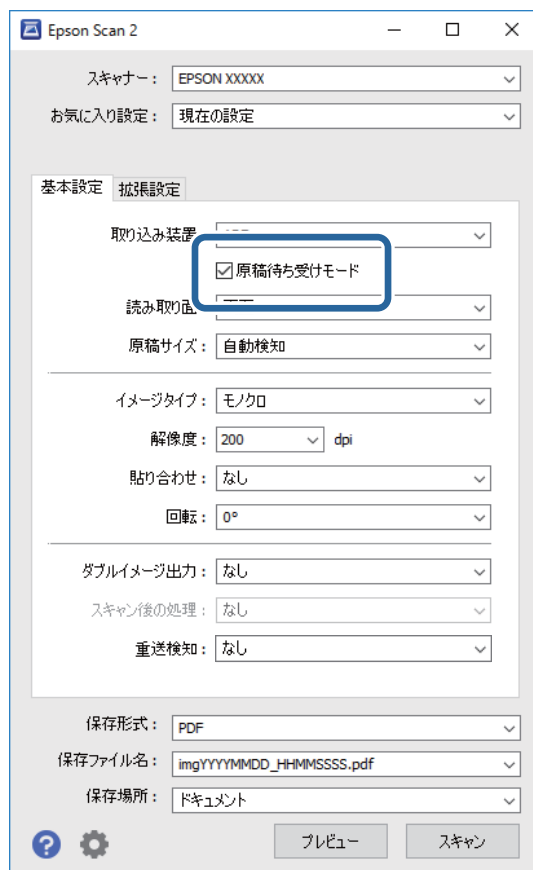 Epson Scan 2
スキャナー： EPSON XXXXX
お気に入り設定： 現在の設定
基本設定 拡張設定
取り込み装置
原稿待ち受けモード
読み取り面
原稿サイズ： 自動検知
イメージタイプ： モノクロ
解像度： 200 dpi
貼り合わせ： なし
回転： 0°
ダブルイメージ出力： なし
スキャン後の処理： なし
重送検知： なし
保存形式： PDF
保存ファイル名： imgYYYYMMDD_HHMMSSSS.pdf
保存場所： ドキュメント
プレビュー スキャン